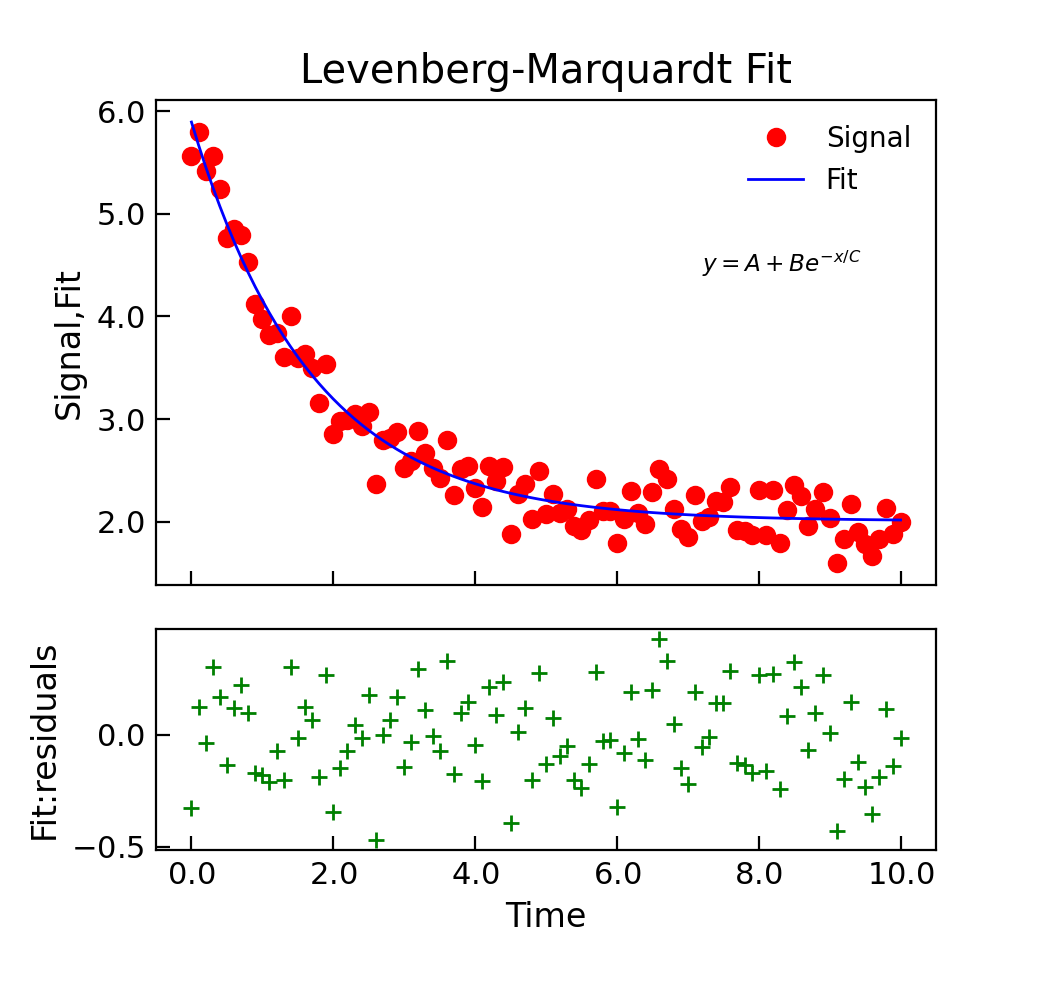 Levenberg-Marquardt Fit
6.0
5.0
4.0
3.0
2.0
Signal,Fit
Signal
Fit
y = A + Be^{-x/C}
0.0
−0.5
Fit:residuals
0.0 2.0 4.0 6.0 8.0 10.0
Time